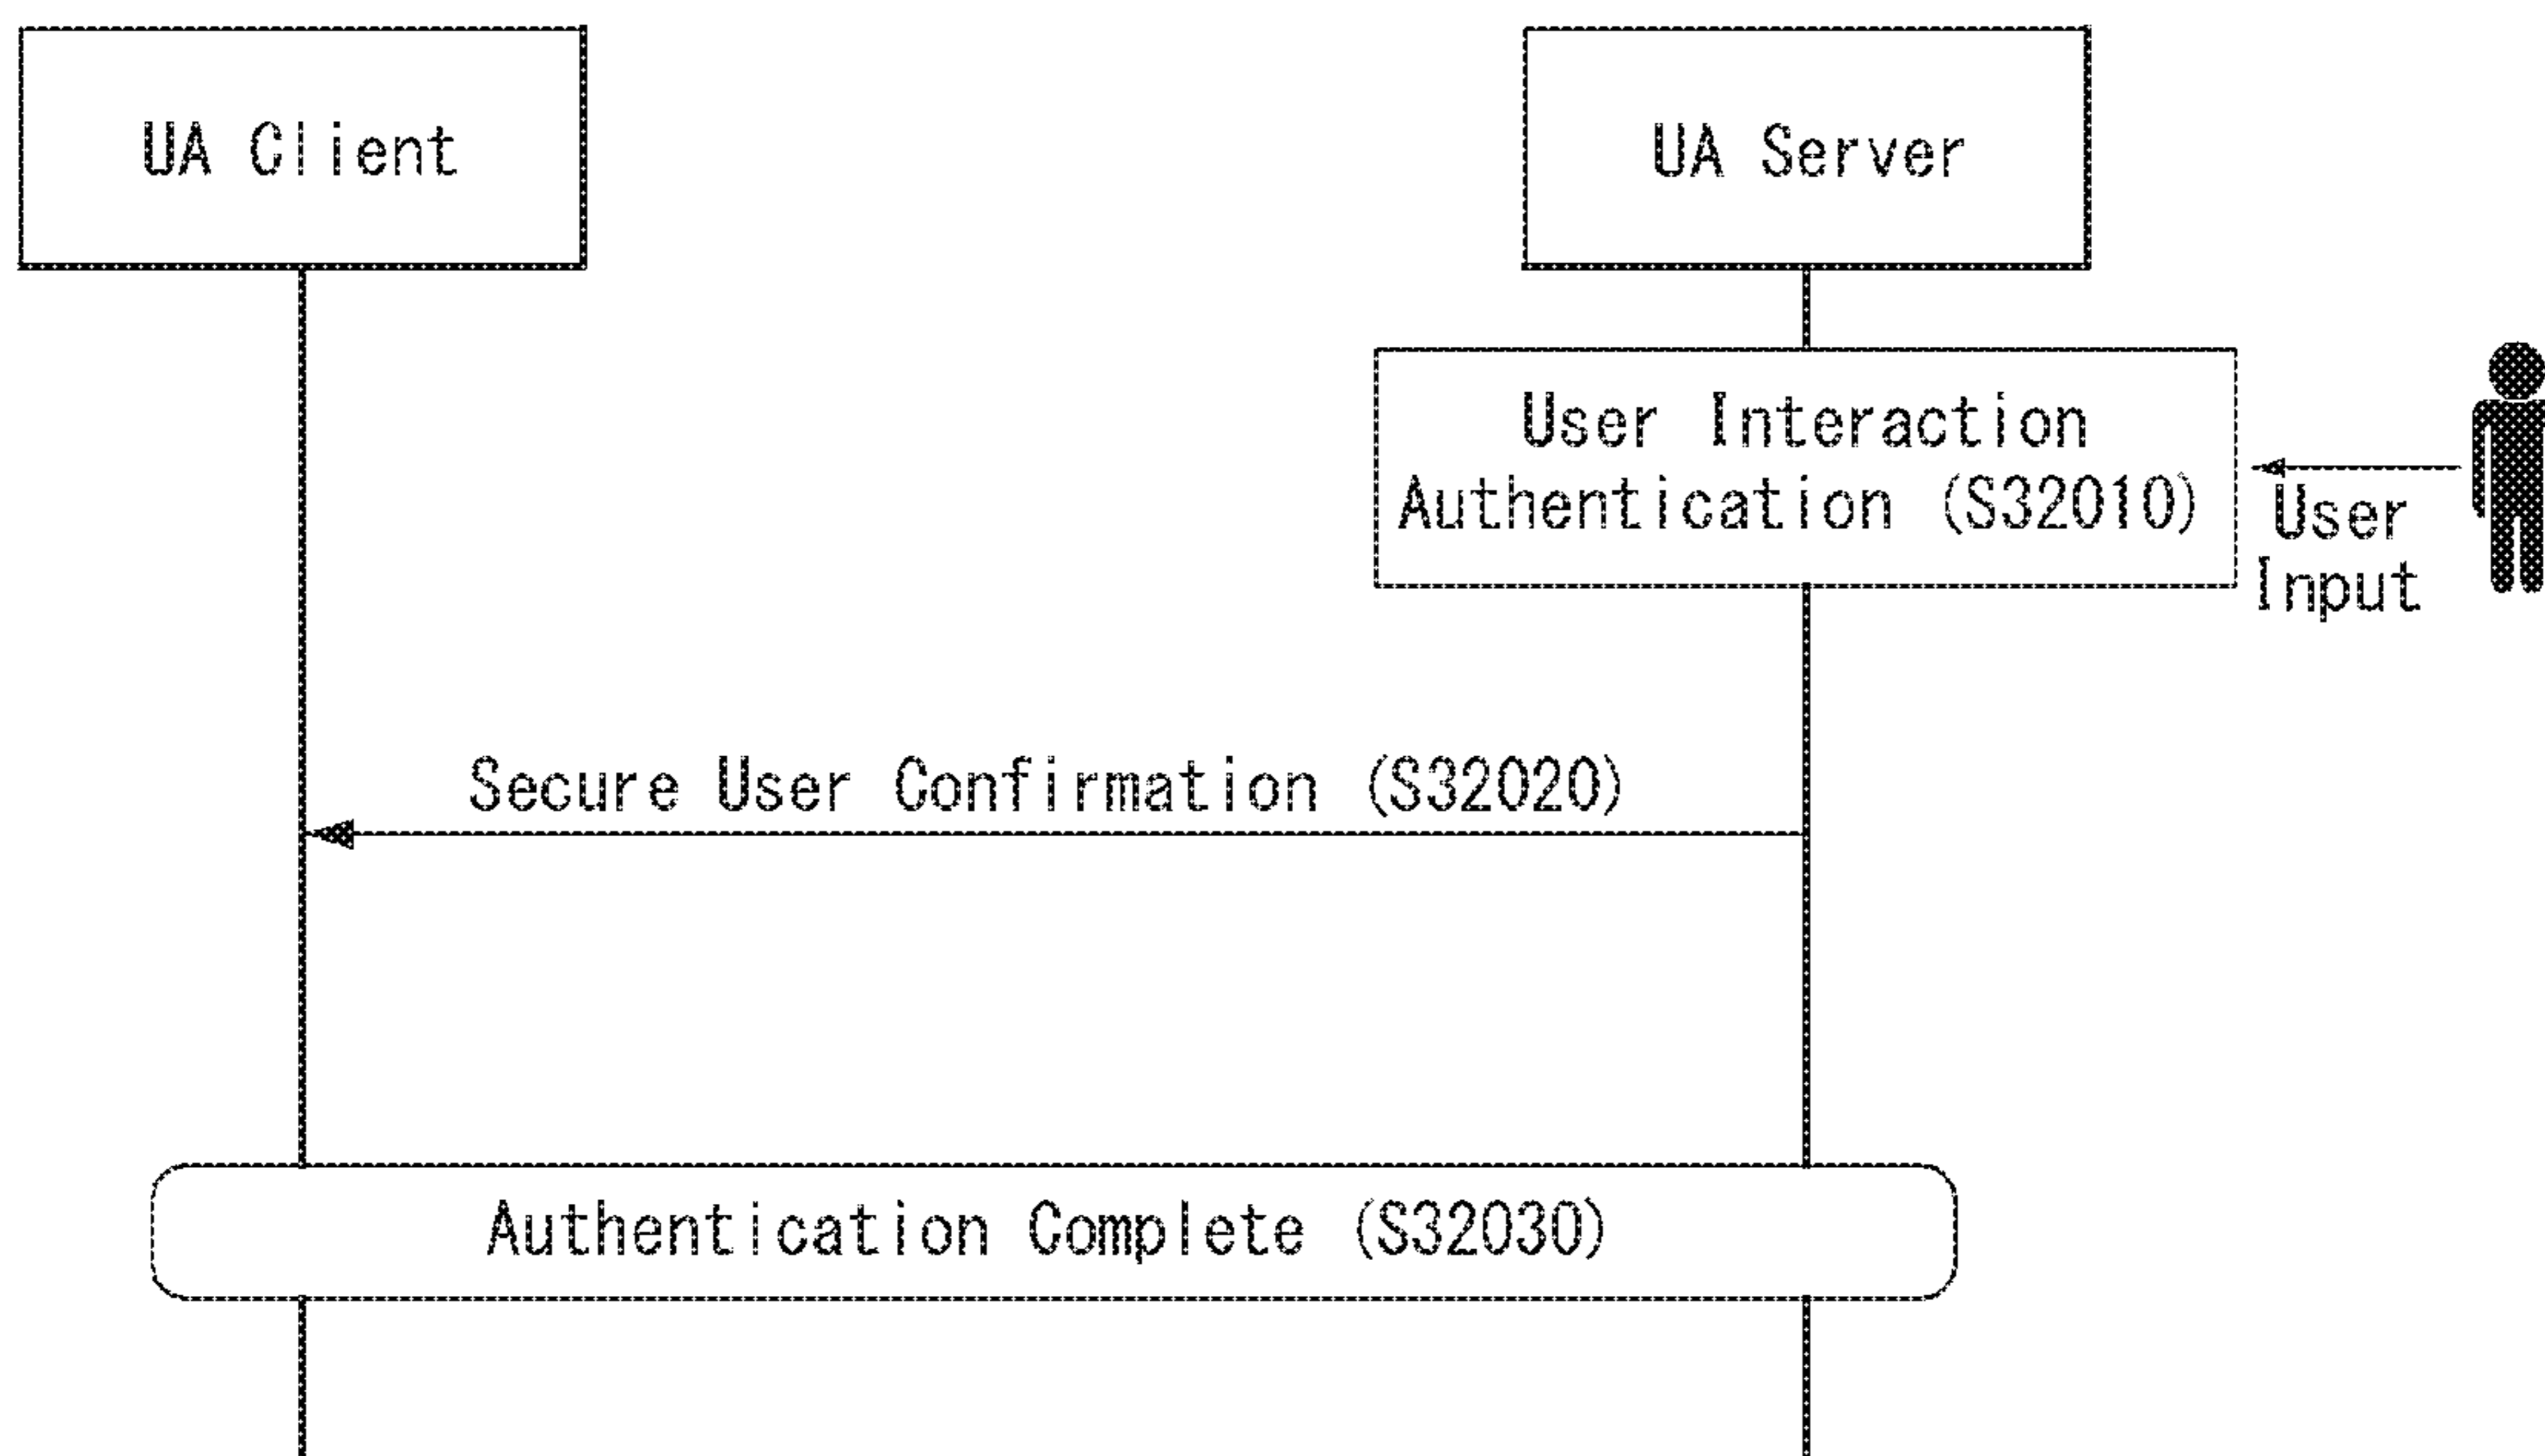 UA Client
UA Server
User Interaction
Authentication (S32010)
User
Input
Secure User Confirmation (S32020)
Authentication Complete (S32030)